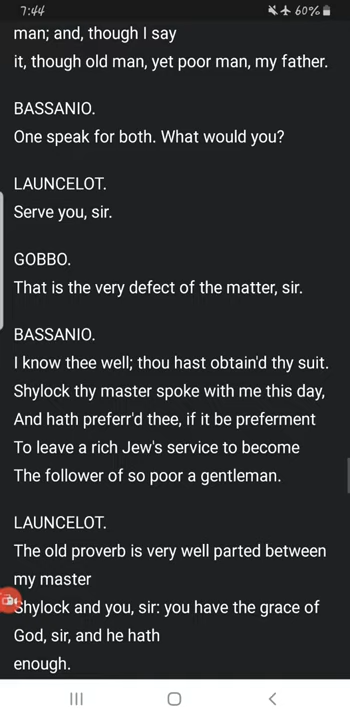 7:44
60%
man; and, though I say
it, though old man, yet poor man, my father.
BASSANIO.
One speak for both. What would you?
LAUNCELOT.
Serve you, sir.
GOBBO.
That is the very defect of the matter, sir.
BASSANIO.
I know thee well; thou hast obtain'd thy suit.
Shylock thy master spoke with me this day,
And hath preferr'd thee, if it be preferment
To leave a rich Jew's service to become
The follower of so poor a gentleman.
LAUNCELOT.
The old proverb is very well parted between
my master
Shylock and you, sir: you have the grace of
God, sir, and he hath
enough.